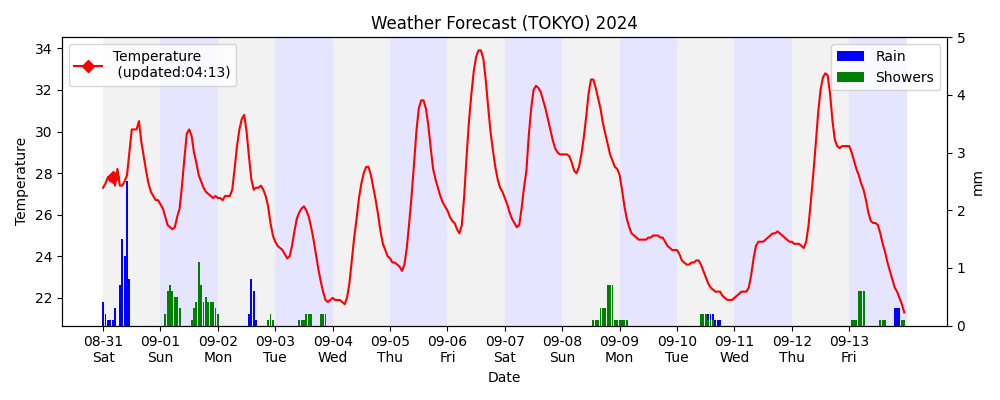 Weather Forecast (TOKYO) 2024
Temperature
(updated:04:13)
Rain
Showers
Temperature
34
32
30
28
26
24
22
5
4
3
2
1
0
mm
08-31 09-01 09-02 09-03 09-04 09-05 09-06 09-07 09-08 09-09 09-10 09-11 09-12 09-13
Sat Sun Mon Tue Wed Thu Fri Sat Sun Mon Tue Wed Thu Fri
Date